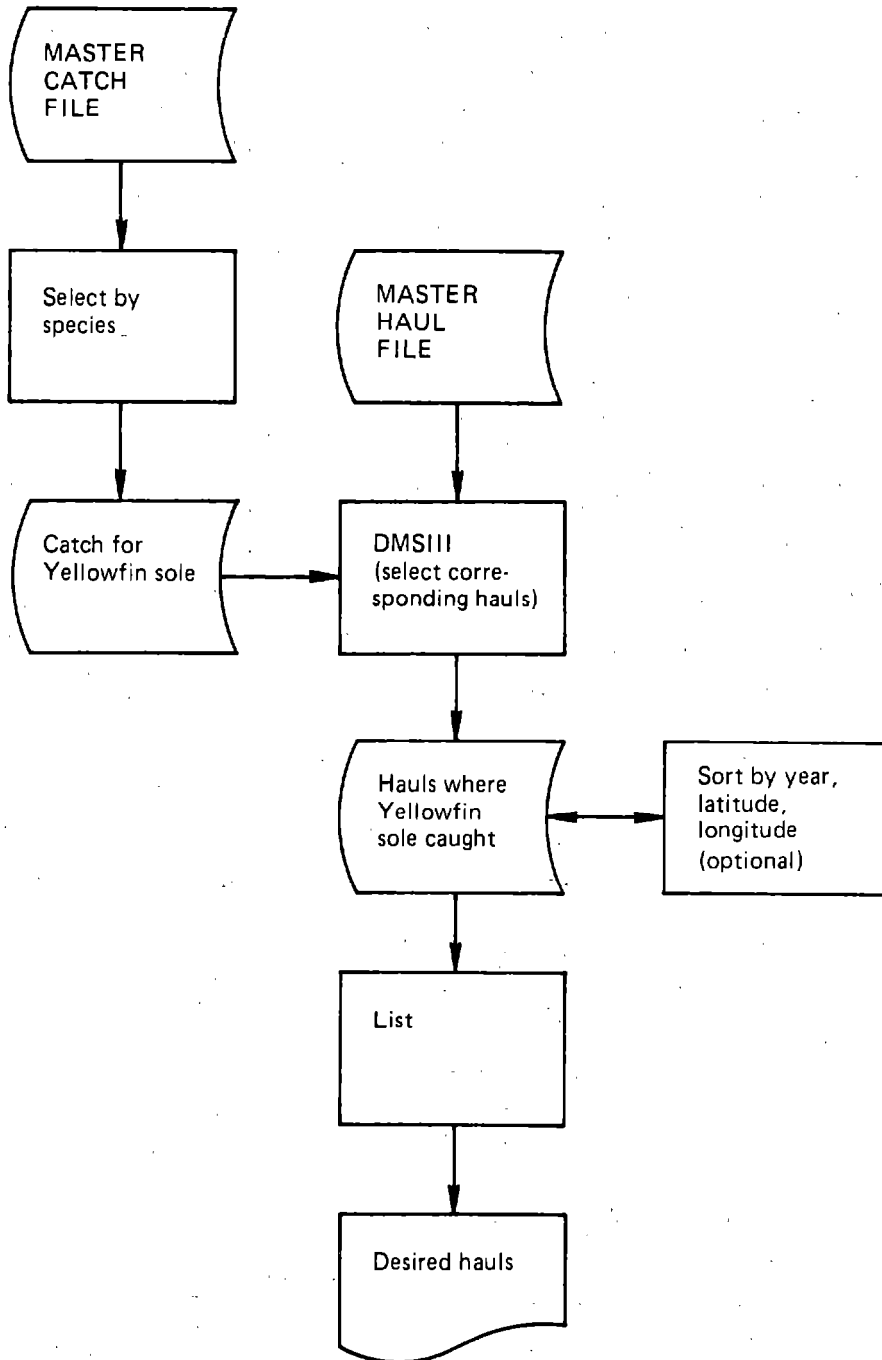 MASTER
CATCH
FILE
Select by
species
MASTER
HAUL
FILE
Catch for
Yellowfin sole
DMSIII
(select corre-
sponding hauls)
Hauls where
Yellowfin
sole caught
Sort by year,
latitude,
longitude
(optional)
List
Desired hauls